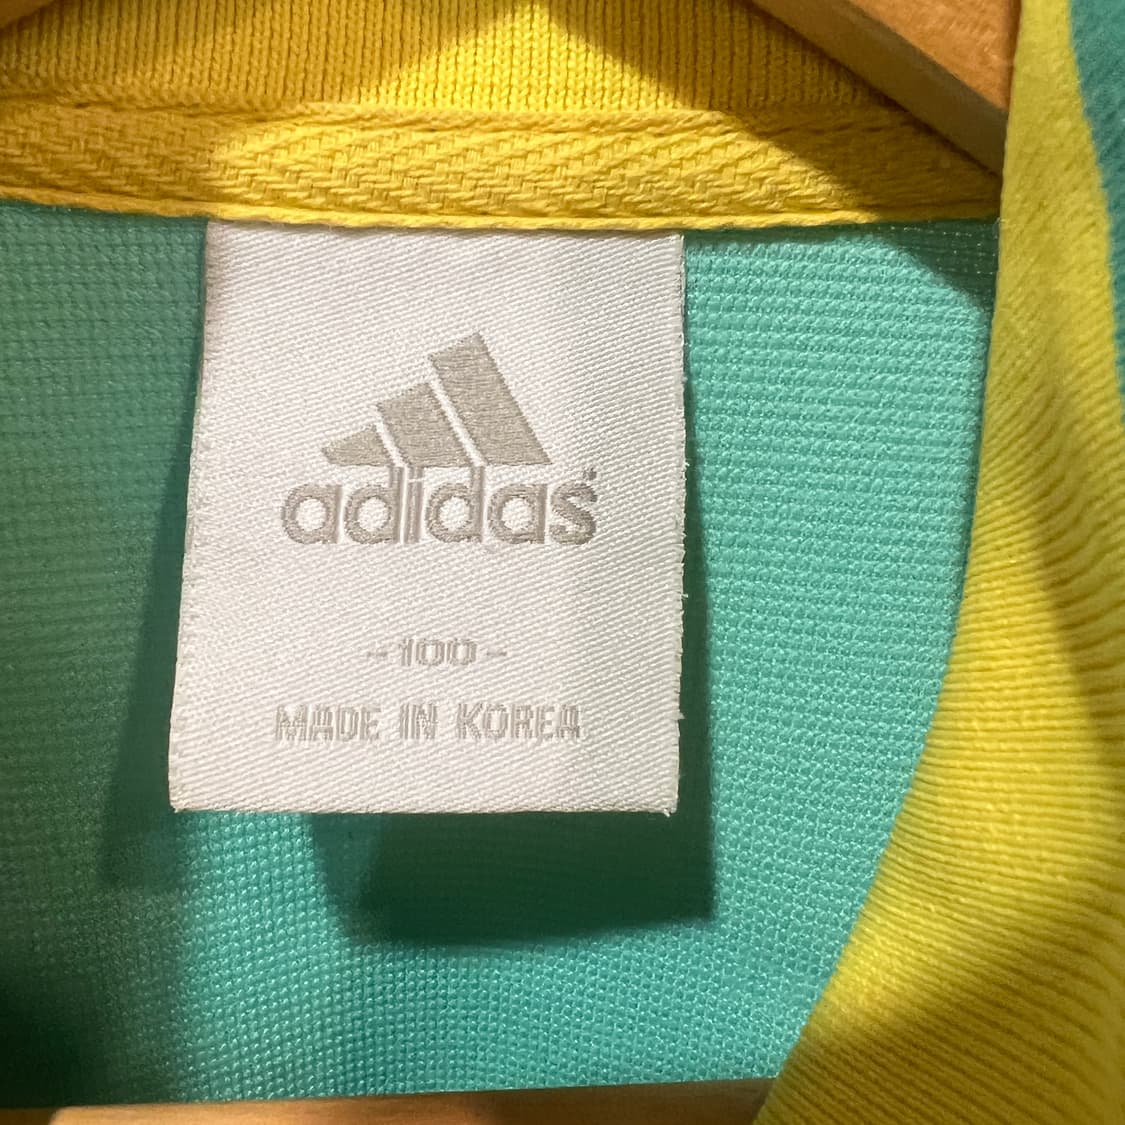 adidas
-100-
MADE IN KOREA